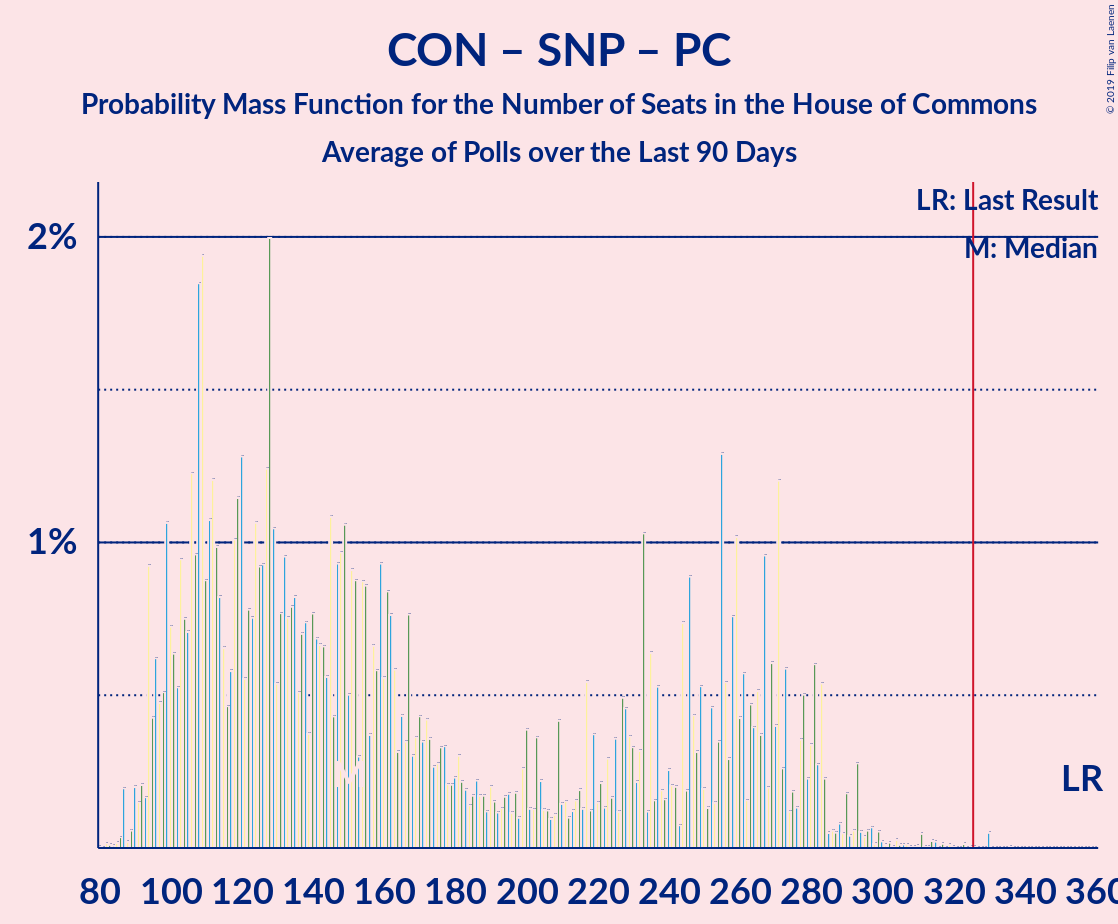 CON – SNP – PC
Probability Mass Function for the Number of Seats in the House of Commons
Average of Polls over the Last 90 Days
© 2019 Filip van Laenen
LR: Last Result
M: Median
2%
1%
M
LR
80 100 120 140 160 180 200 220 240 260 280 300 320 340 360